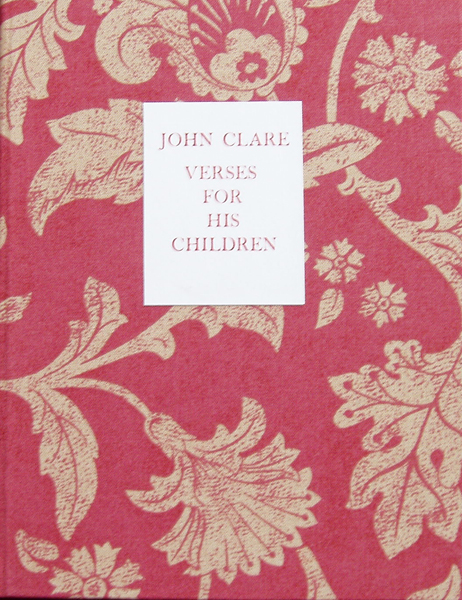 JOHN CLARE
VERSES
FOR
HIS
CHILDREN